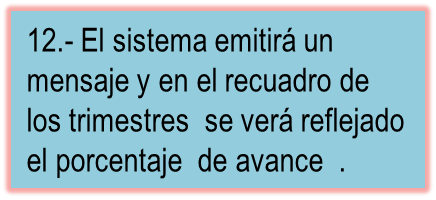 12.- El sistema emitirá un
mensaje y en el recuadro de
los trimestres  se verá reflejado
el porcentaje  de avance  .